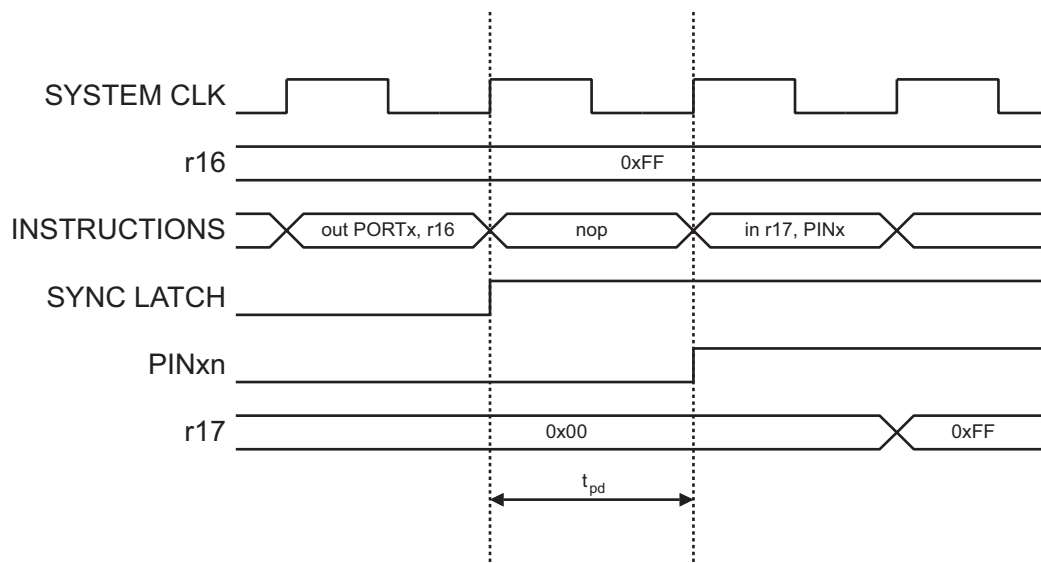 SYSTEM CLK
r16
0xFF
INSTRUCTIONS
out PORTx, r16
nop
in r17, PINx
SYNC LATCH
PINxn
r17
0x00
0xFF
tpd